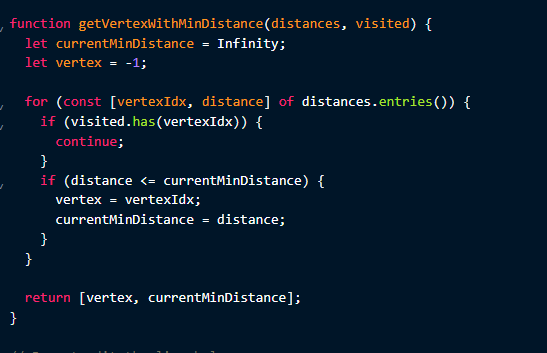 function getVertexWithMinDistance(distances, visited) {
  let currentMinDistance = Infinity;
  let vertex = -1;

  for (const [vertexIdx, distance] of distances.entries()) {
    if (visited.has(vertexIdx)) {
      continue;
    }
    if (distance <= currentMinDistance) {
      vertex = vertexIdx;
      currentMinDistance = distance;
    }
  }

  return [vertex, currentMinDistance];
}